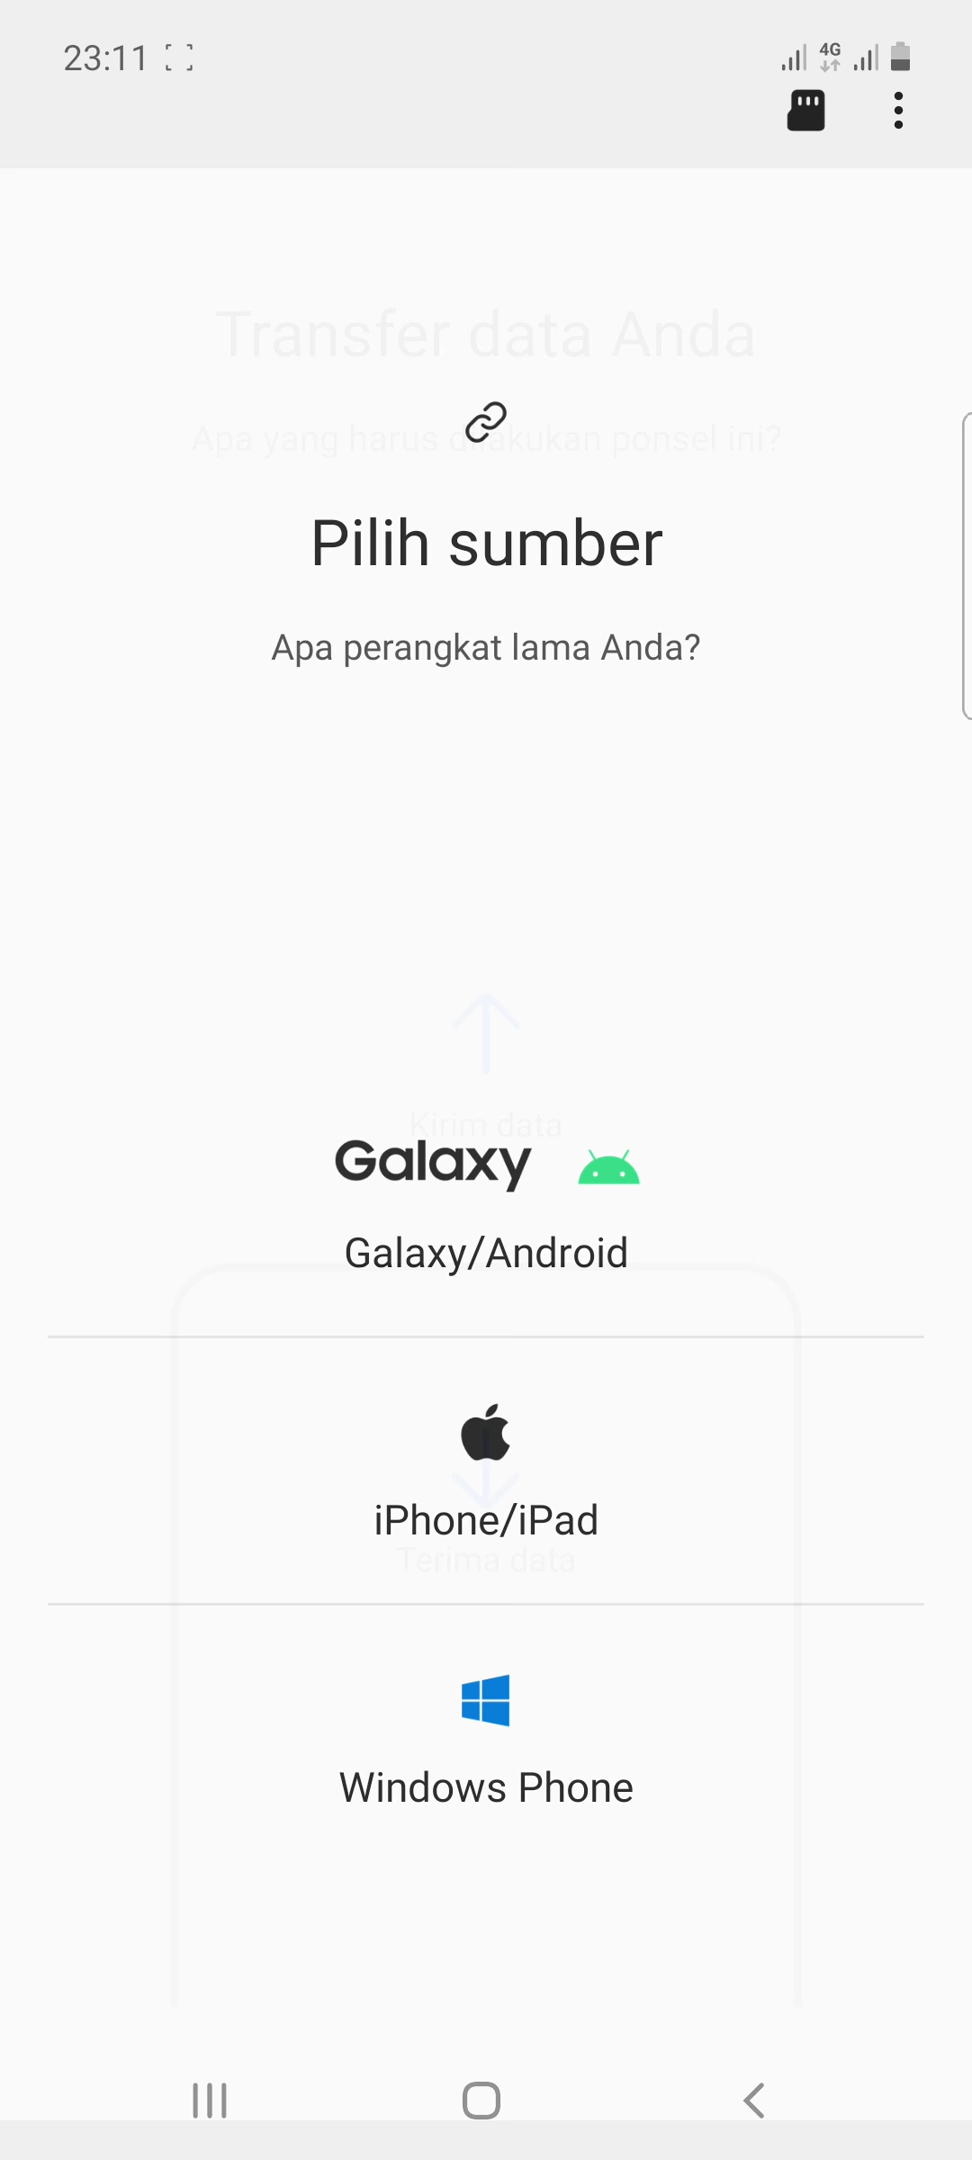 23:11
4G
Transfer data Anda
Apa yang harus dilakukan ponsel ini?
Pilih sumber
Apa perangkat lama Anda?
Kirim data
Galaxy
Galaxy/Android
iPhone/iPad
Terima data
Windows Phone